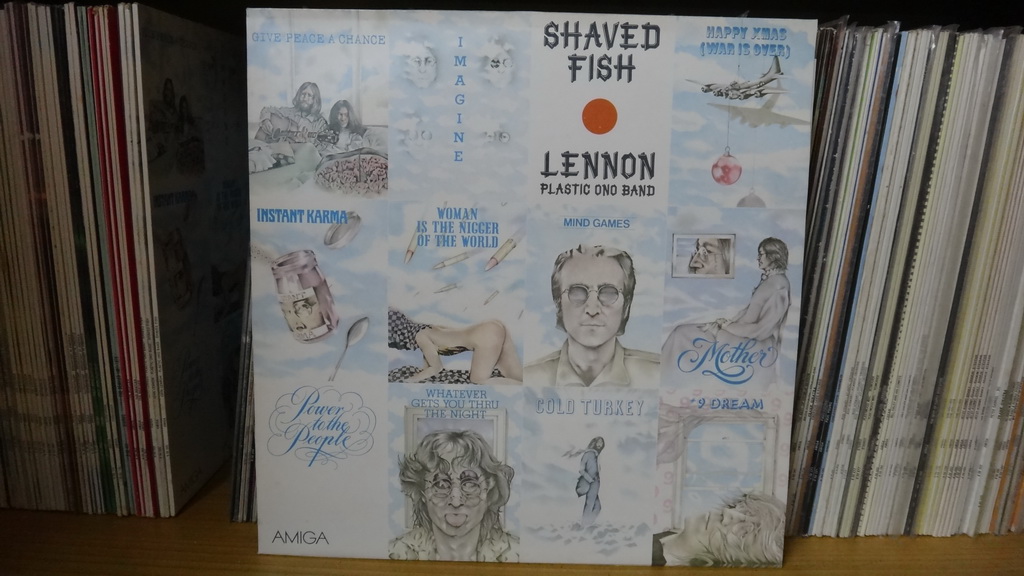 GIVE PEACE A CHANCE
IMAGINE
SHAVED
FISH
LENNON
PLASTIC ONO BAND
HAPPY XMAS
(WAR IS OVER)
INSTANT KARMA
WOMAN
IS THE NIGGER
OF THE WORLD
MIND GAMES
Mother
Power
to the
People
WHATEVER
GETS YOU THRU
THE NIGHT
COLD TURKEY
#9 DREAM
AMIGA